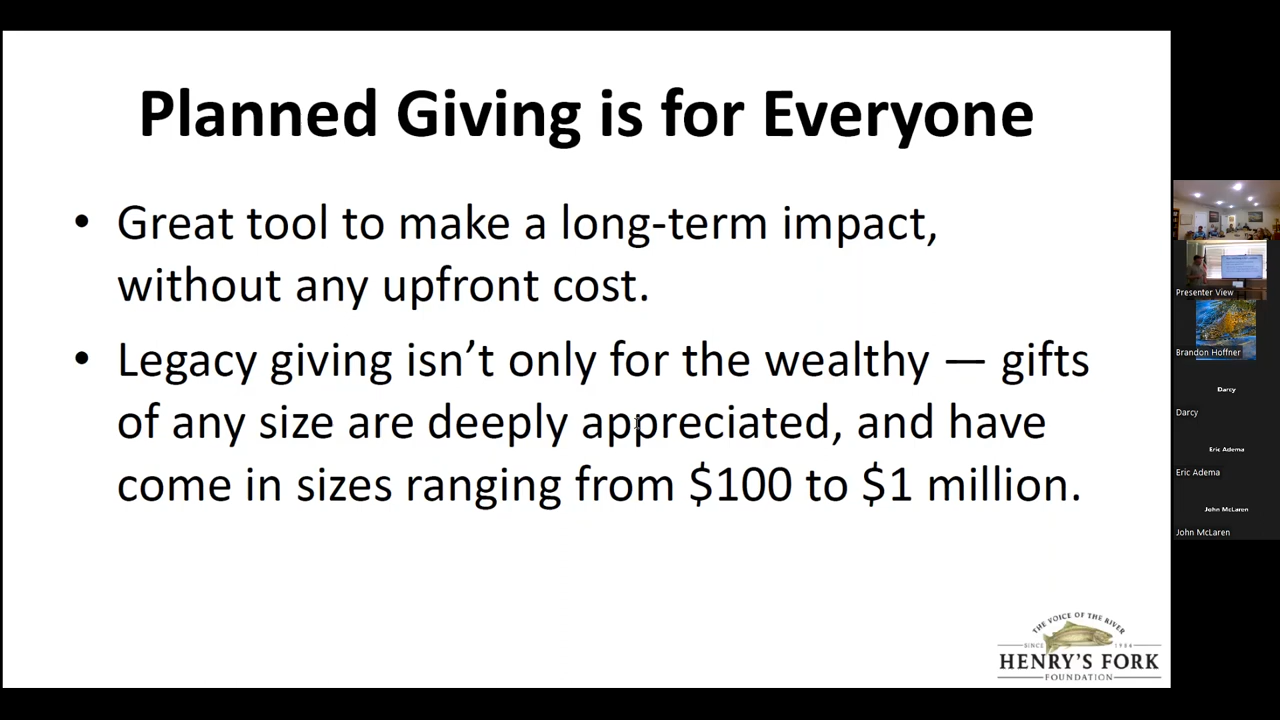 Planned Giving is for Everyone
• Great tool to make a long-term impact,
without any upfront cost.
• Legacy giving isn’t only for the wealthy — gifts
of any size are deeply appreciated, and have
come in sizes ranging from $100 to $1 million.
THE VOICE OF THE RIVER
SINCE 1984
HENRY'S FORK
FOUNDATION
Presenter View
Brandon Hoffner
Darcy
Darcy
Eric Adema
Eric Adema
John McLaren
John McLaren